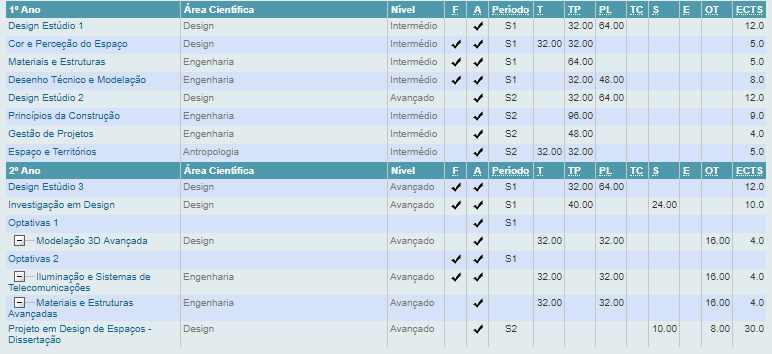 1º Ano Área Científica Nível F A Período T TP PL TC S E OT ECTS
Design Estúdio 1 Design Intermédio S1 32.00 64.00 12.0
Cor e Perceção do Espaço Design Intermédio S1 32.00 32.00 5.0
Materiais e Estruturas Engenharia Intermédio S1 64.00 5.0
Desenho Técnico e Modelação Engenharia Intermédio S1 32.00 48.00 8.0
Design Estúdio 2 Design Avançado S2 32.00 64.00 12.0
Princípios da Construção Engenharia Intermédio S2 96.00 9.0
Gestão de Projetos Engenharia Intermédio S2 48.00 4.0
Espaço e Territórios Antropologia Intermédio S2 32.00 32.00 5.0
2º Ano Área Científica Nível F A Período T TP PL TC S E OT ECTS
Design Estúdio 3 Design Avançado S1 32.00 64.00 12.0
Investigação em Design Design Avançado S1 40.00 24.00 10.0
Optativas 1 S1
Modelação 3D Avançada Design Avançado 32.00 32.00 16.00 4.0
Optativas 2 S1
Iluminação e Sistemas de Engenharia Avançado 32.00 32.00 16.00 4.0
Telecomunicações
Materiais e Estruturas Engenharia Avançado 32.00 32.00 16.00 4.0
Avançadas
Projeto em Design de Espaços - Design Avançado S2 10.00 8.00 30.0
Dissertação